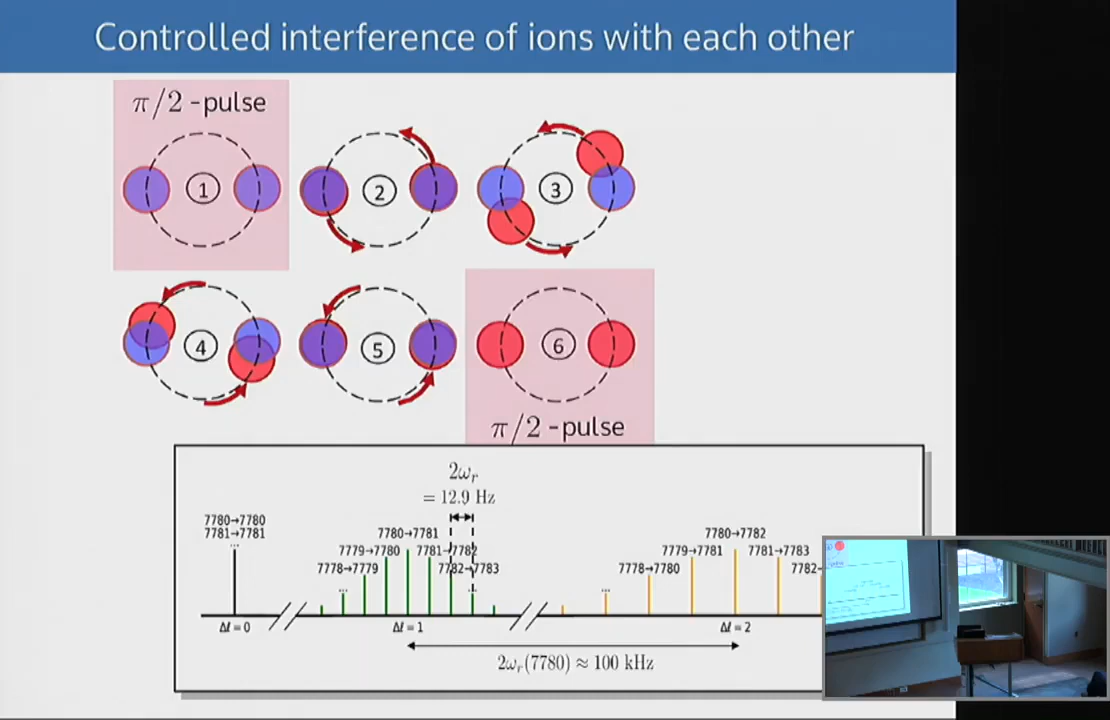 Controlled interference of ions with each other
π/2 -pulse
1
2
3
4
5
6
π/2 -pulse
2ωᵣ
= 12.9 Hz
7780→7780
7781→7781
...
7780→7781
7779→7780
7781→7782
7778→7779
7782→7783
...
...
7780→7782
7779→7781
7781→7783
7778→7780
7782-
...
Δℓ = 0
Δℓ = 1
Δℓ = 2
2ωᵣ(7780) ≈ 100 kHz